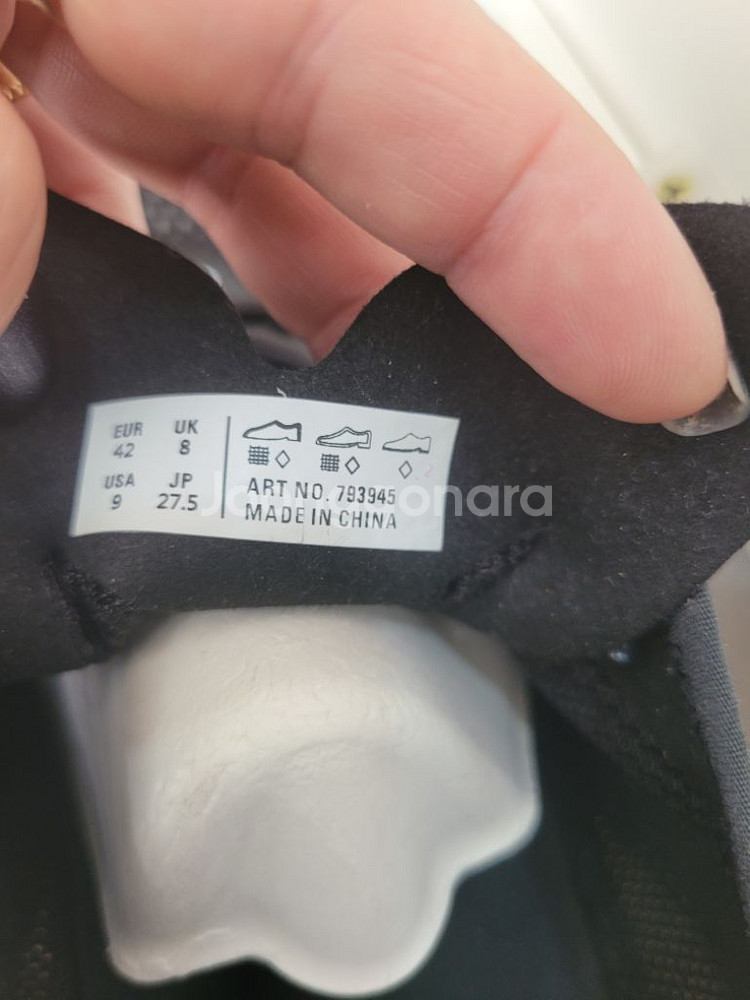 EUR UK
42 8
USA JP
9 27.5
ART NO. 793945
MADE IN CHINA